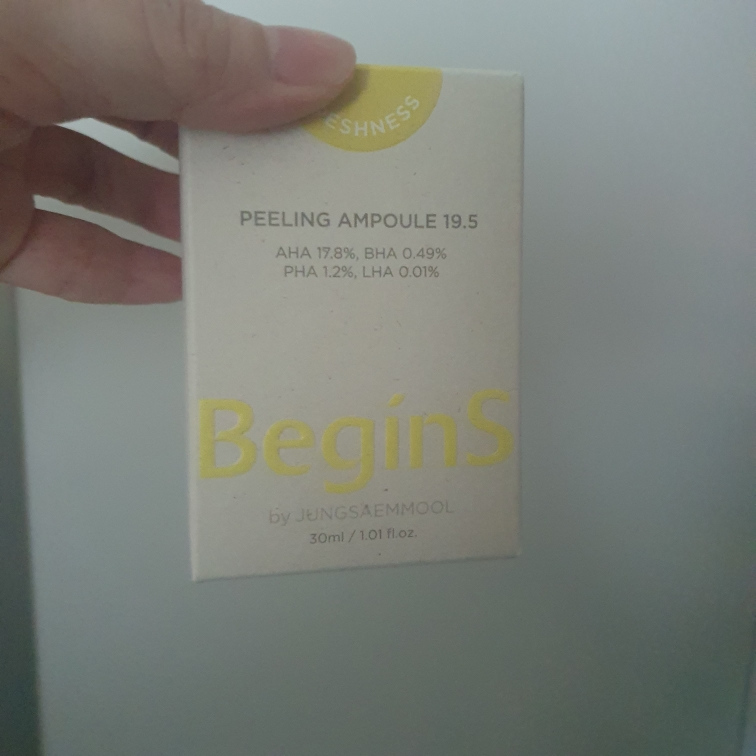 ESHNESS
PEELING AMPOULE 19.5
AHA 17.8%, BHA 0.49%
PHA 1.2%, LHA 0.01%
BeginS
by JUNGSAEMMOOL
30ml / 1.01 fl.oz.